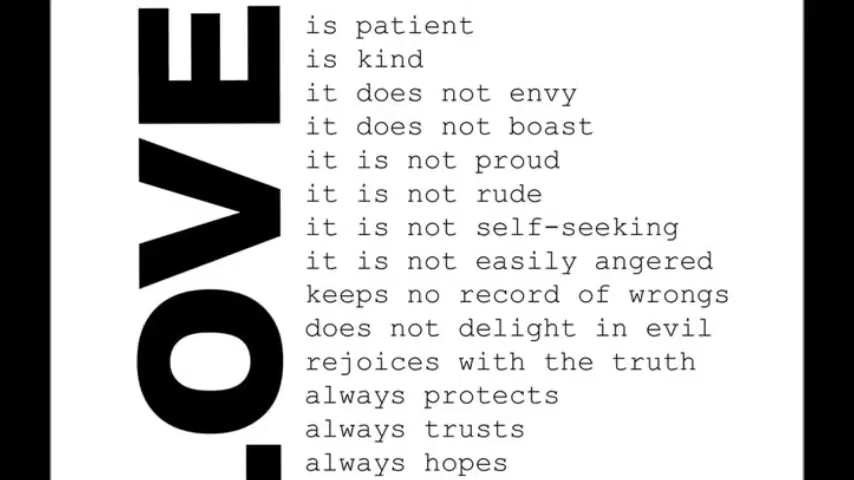 LOVE
is patient
is kind
it does not envy
it does not boast
it is not proud
it is not rude
it is not self-seeking
it is not easily angered
keeps no record of wrongs
does not delight in evil
rejoices with the truth
always protects
always trusts
always hopes